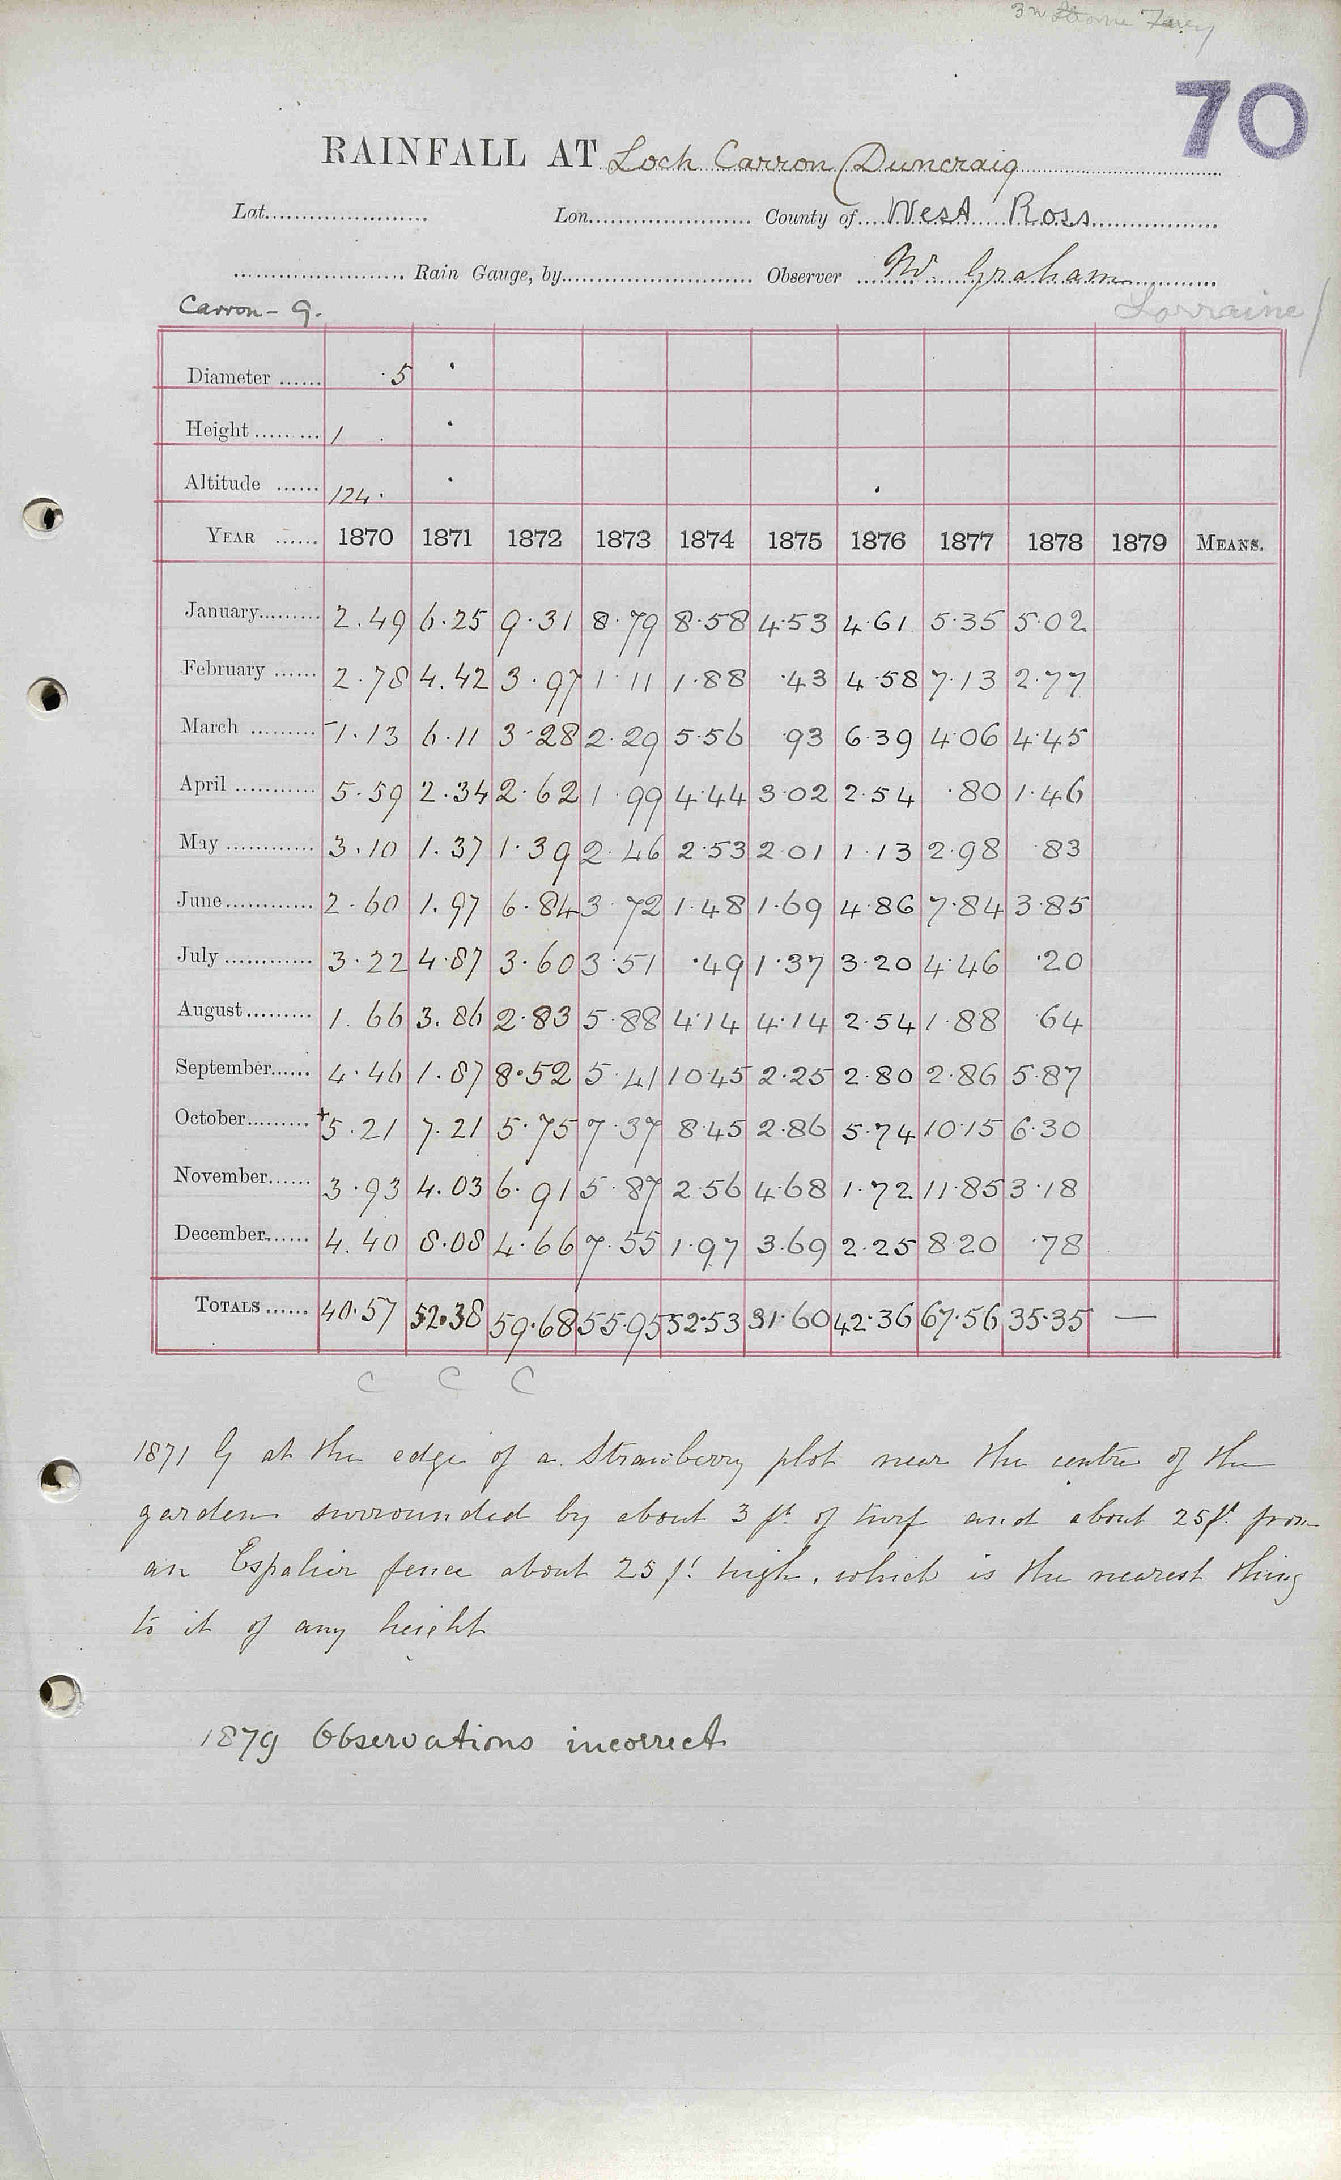 70
RAINFALL AT Loch Carron (Duncraig
Lat. Lon. County of West Ross
Rain Gauge, by Observer W. Graham
Carron - G. Lorraine
Diameter ...... .5
Height ......... 1
Altitude ...... 124.
YEAR ...... 1870 1871 1872 1873 1874 1875 1876 1877 1878 1879 MEANS.
January......... 2.49 6.25 9.31 8.79 8.58 4.53 4.61 5.35 5.02
February ...... 2.78 4.42 3.97 1.11 1.88 .43 4.58 7.13 2.77
March ......... -1.13 6.11 3.28 2.29 5.56 93 6.39 4.06 4.45
April ............ 5.59 2.34 2.62 1.99 4.44 3.02 2.54 .80 1.46
May ............. 3.10 1.37 1.39 2.46 2.53 2.01 1.13 2.98 .83
June............. 2.60 1.97 6.84 3.72 1.48 1.69 4.86 7.84 3.85
July ............. 3.22 4.87 3.60 3.51 .49 1.37 3.20 4.46 .20
August.......... 1.66 3.86 2.83 5.88 4.14 4.14 2.54 1.88 .64
September...... 4.46 1.87 8.52 5.41 10.45 2.25 2.80 2.86 5.87
October......... +5.21 7.21 5.75 7.37 8.45 2.86 5.74 10.15 6.30
November...... 3.93 4.03 6.91 5.87 2.56 4.68 1.72 11.85 3.18
December...... 4.40 8.08 4.66 7.55 1.97 3.69 2.25 8.20 .78
TOTALS ...... 40.57 52.38 59.68 55.95 52.53 31.60 42.36 67.56 35.35 —
C C C
1871 G at the edge of a Strawberry plot near the centre of the
garden surrounded by about 3 ft. of turf and about 25 ft. from
an Espalier fence about 25 ft. high, which is the nearest thing
to it of any height
1879 Observations incorrect